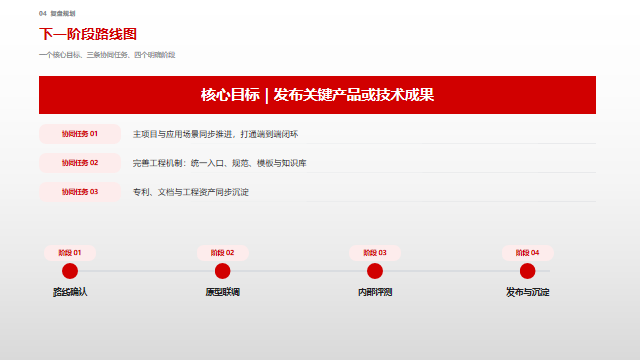 04 复盘规划
下一阶段路线图
一个核心目标、三条协同任务、四个明确阶段
核心目标 | 发布关键产品或技术成果
协同任务 01 主项目与应用场景同步推进，打通端到端闭环
协同任务 02 完善工程机制：统一入口、规范、模板与知识库
协同任务 03 专利、文档与工程资产同步沉淀
阶段 01 阶段 02 阶段 03 阶段 04
路线确认 原型联调 内部评测 发布与沉淀